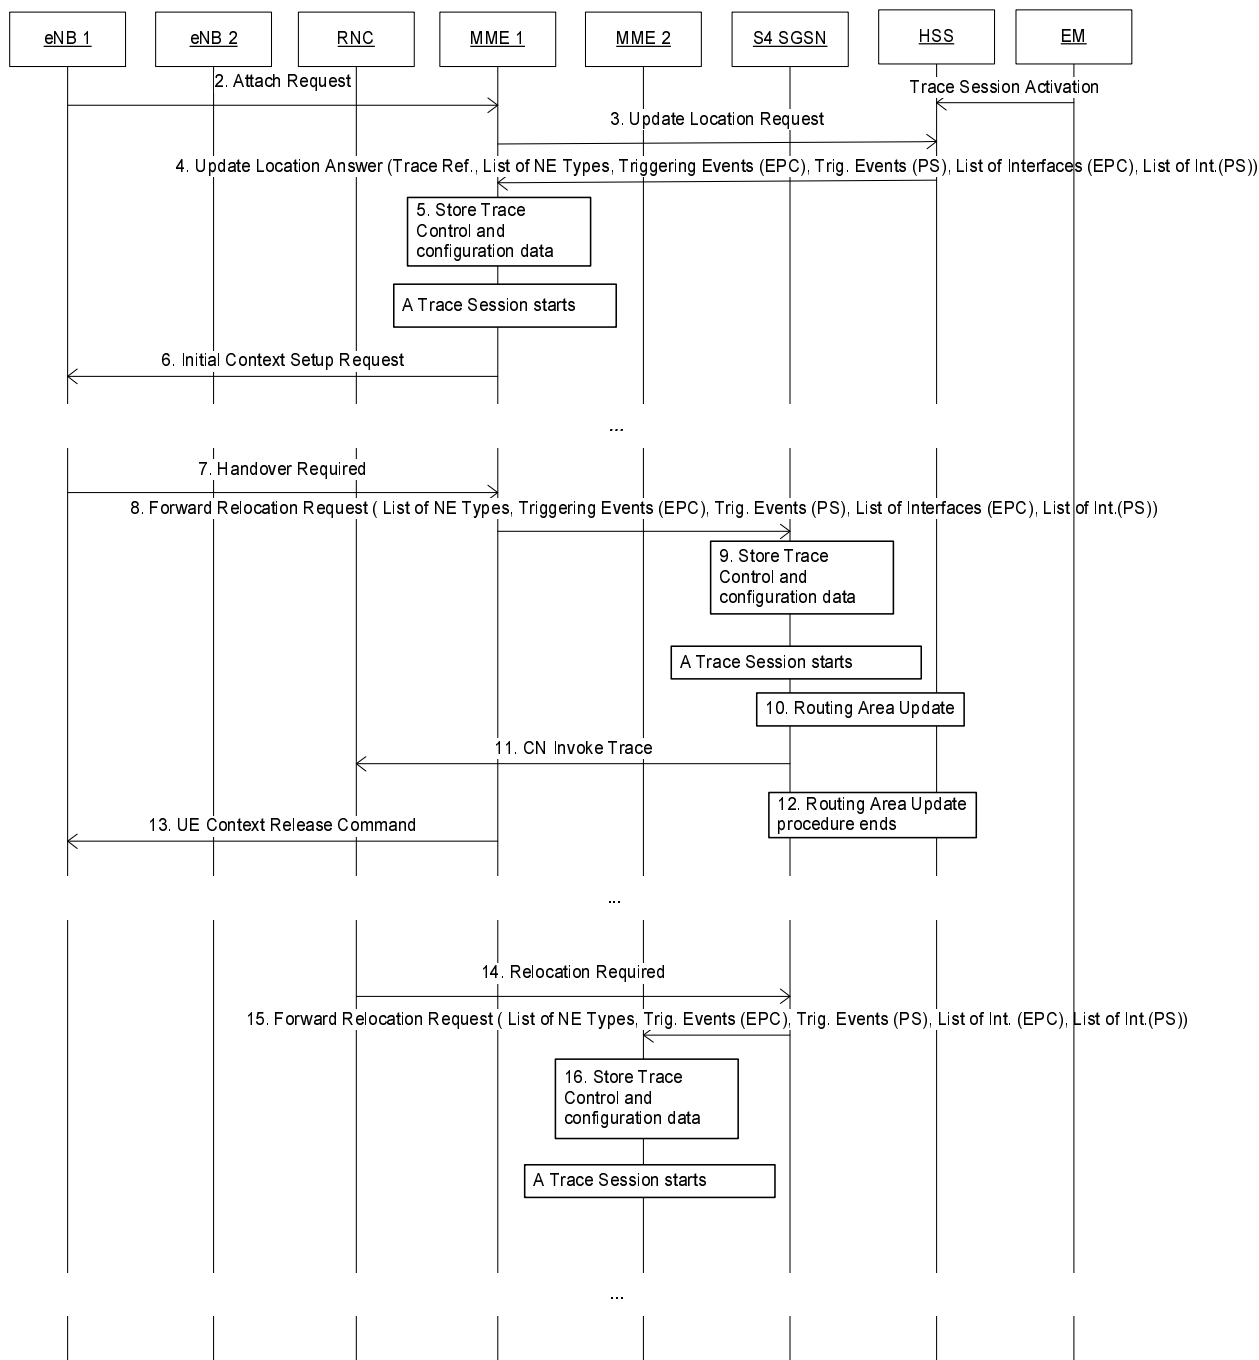 eNB 1
eNB 2
RNC
MME 1
MME 2
S4 SGSN
HSS
EM
2. Attach Request
Trace Session Activation
3. Update Location Request
4. Update Location Answer (Trace Ref., List of NE Types, Triggering Events (EPC), Trig. Events (PS), List of Interfaces (EPC), List of Int.(PS))
5. Store Trace
Control and
configuration data
A Trace Session starts
6. Initial Context Setup Request
...
7. Handover Required
8. Forward Relocation Request ( List of NE Types, Triggering Events (EPC), Trig. Events (PS), List of Interfaces (EPC), List of Int.(PS))
9. Store Trace
Control and
configuration data
A Trace Session starts
10. Routing Area Update
11. CN Invoke Trace
12. Routing Area Update
procedure ends
13. UE Context Release Command
...
14. Relocation Required
15. Forward Relocation Request ( List of NE Types, Trig. Events (EPC), Trig. Events (PS), List of Int. (EPC), List of Int.(PS))
16. Store Trace
Control and
configuration data
A Trace Session starts
...